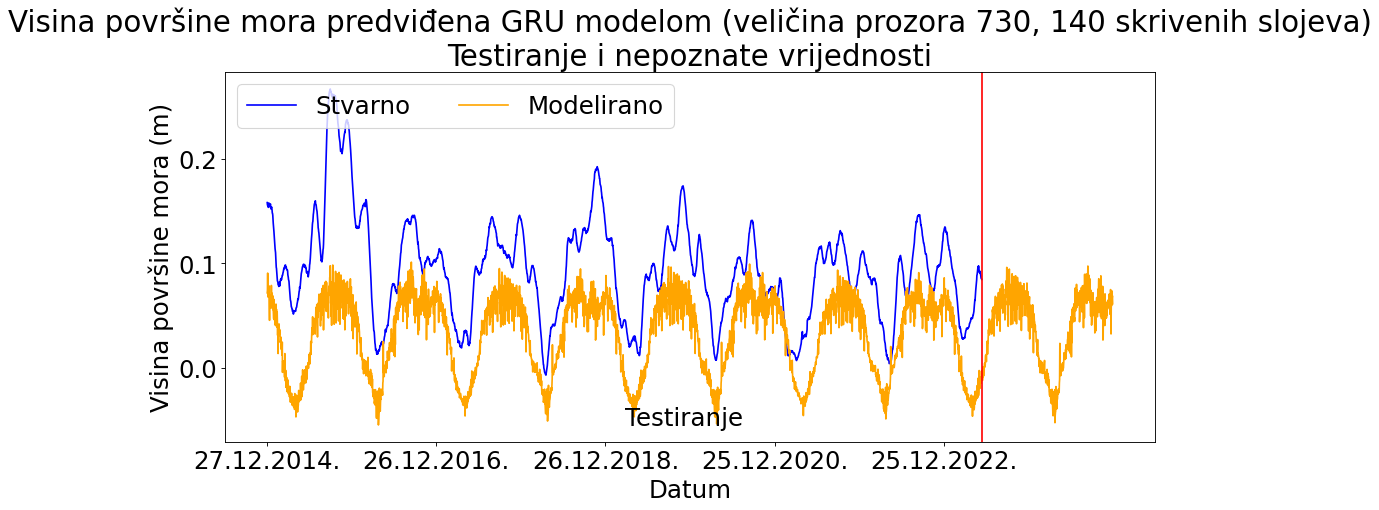 Visina površine mora predviđena GRU modelom (veličina prozora 730, 140 skrivenih slojeva)
Testiranje i nepoznate vrijednosti
Stvarno
Modelirano
Visina površine mora (m)
0.2
0.1
0.0
Testiranje
27.12.2014.
26.12.2016.
26.12.2018.
25.12.2020.
25.12.2022.
Datum